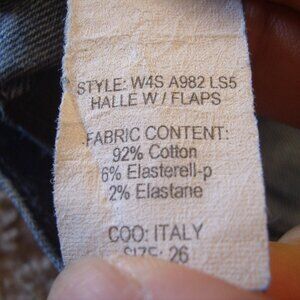 STYLE: W4S A982 LS5
HALLE W / FLAPS
FABRIC CONTENT:
92% Cotton
6% Elasterell-p
2% Elastane
COO: ITALY
SIZE: 26